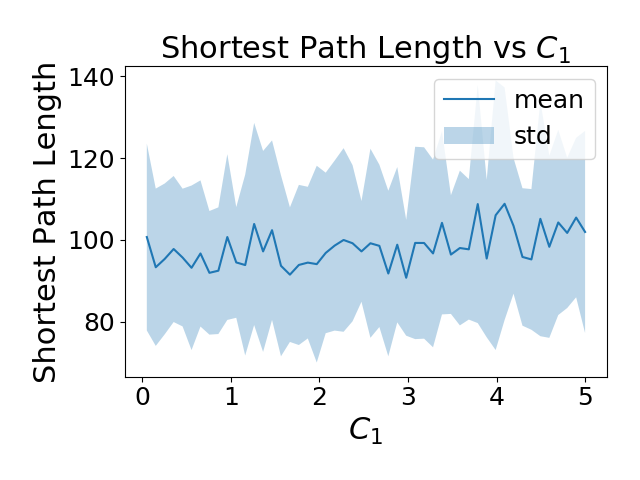 Shortest Path Length vs C₁
Shortest Path Length
140
120
100
80
mean
std
0 1 2 3 4 5
C₁